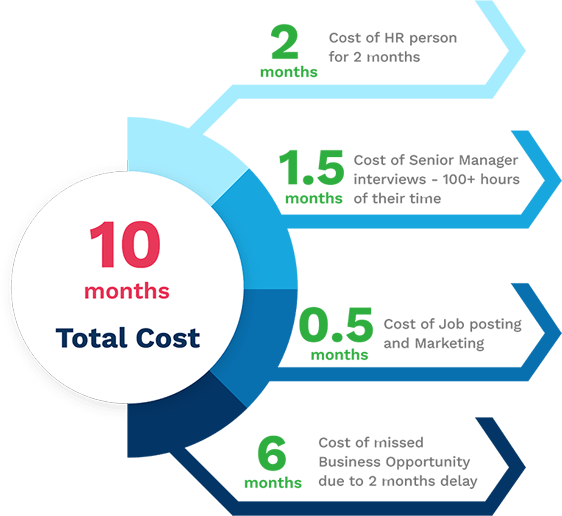 2
months
Cost of HR person
for 2 months
1.5
months
Cost of Senior Manager
interviews - 100+ hours
of their time
10
months
Total Cost
0.5
months
Cost of Job posting
and Marketing
6
months
Cost of missed
Business Opportunity
due to 2 months delay